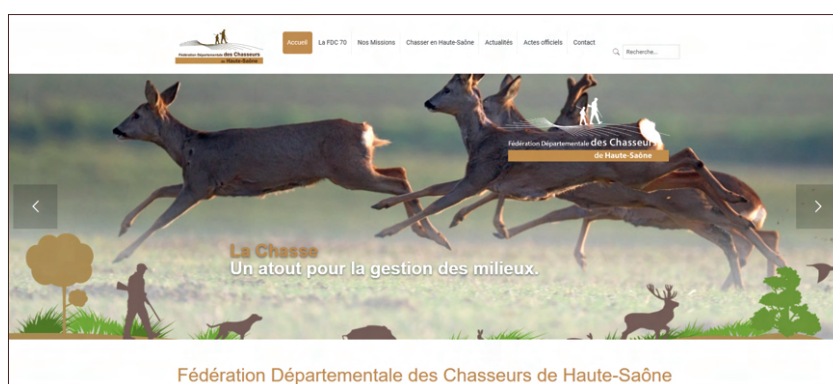 Fédération Départementale des Chasseurs
de Haute-Saône
Accueil
La FDC 70
Nos Missions
Chasser en Haute-Saône
Actualités
Actes officiels
Contact
Recherche...
Fédération Départementale des Chasseurs
de Haute-Saône
La Chasse
Un atout pour la gestion des milieux.
Fédération Départementale des Chasseurs de Haute-Saône